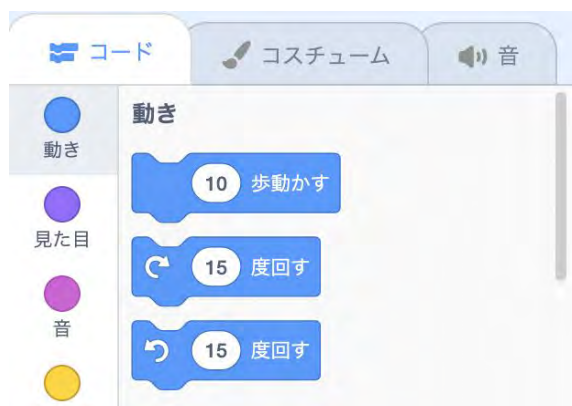 コード
コスチューム
音
動き
見た目
音
動き
10 歩動かす
15 度回す
15 度回す